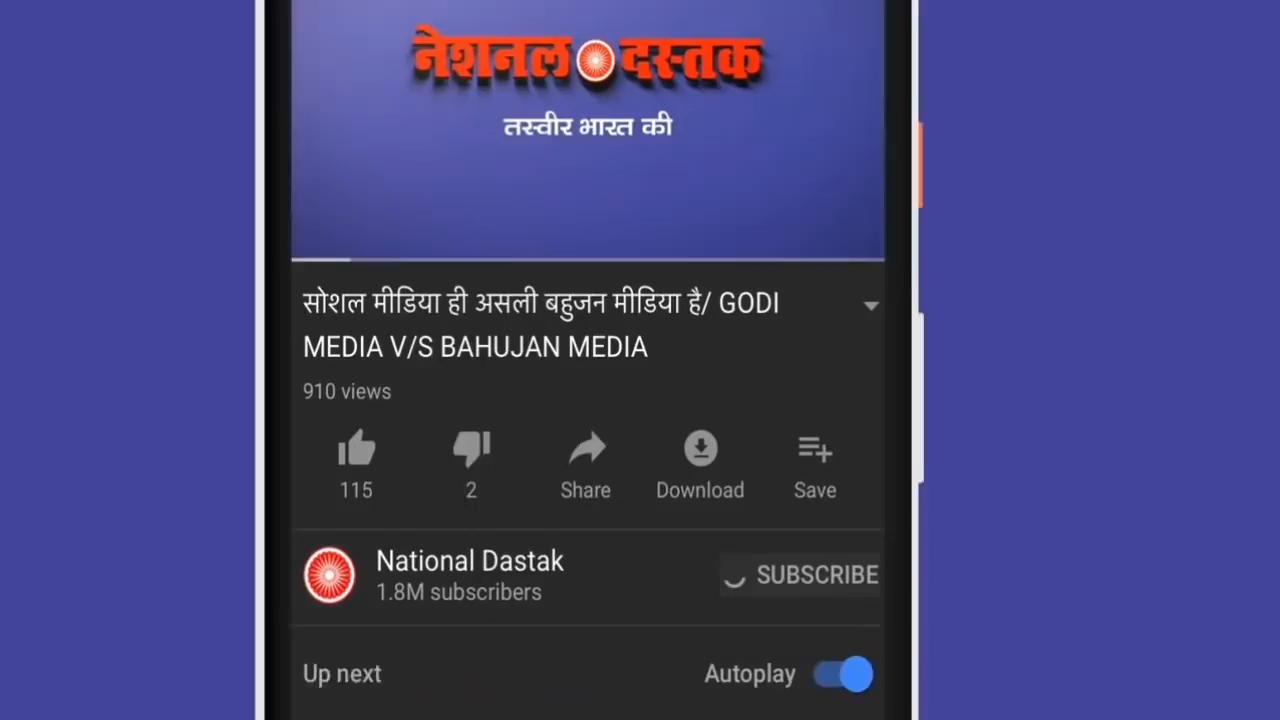 नेशनल दस्तक
तस्वीर भारत की
सोशल मीडिया ही असली बहुजन मीडिया है/ GODI
MEDIA V/S BAHUJAN MEDIA
910 views
115 2 Share Download Save
National Dastak
1.8M subscribers
SUBSCRIBE
Up next Autoplay